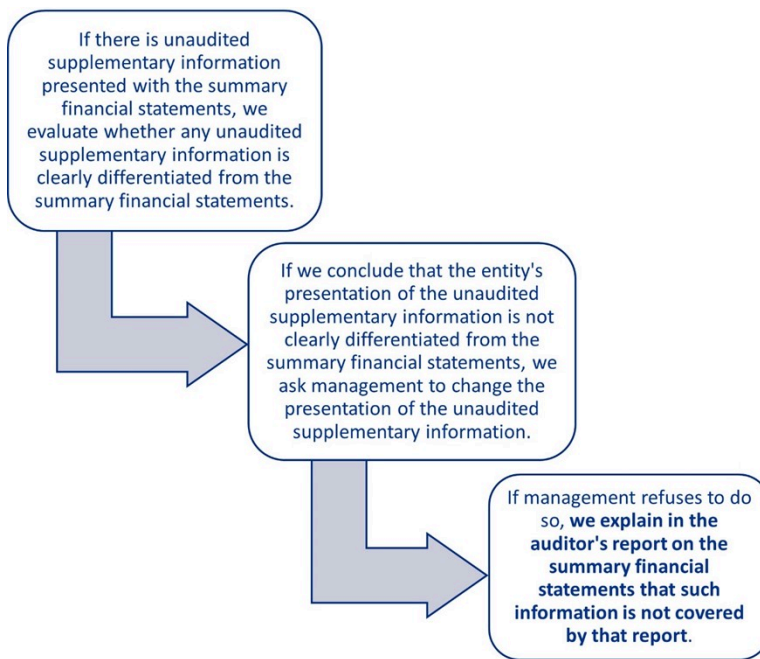 If there is unaudited
supplementary information
presented with the summary
financial statements, we
evaluate whether any unaudited
supplementary information is
clearly differentiated from the
summary financial statements.
If we conclude that the entity's
presentation of the unaudited
supplementary information is not
clearly differentiated from the
summary financial statements, we
ask management to change the
presentation of the unaudited
supplementary information.
If management refuses to do
so, we explain in the
auditor's report on the
summary financial
statements that such
information is not covered
by that report.